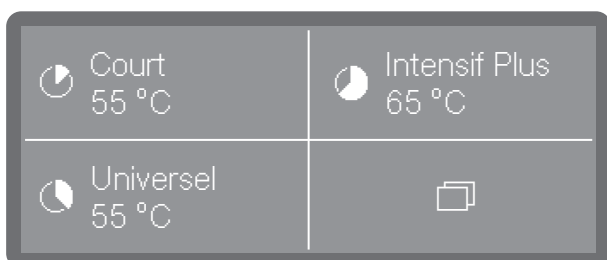 Court
55 °C
Intensif Plus
65 °C
Universel
55 °C